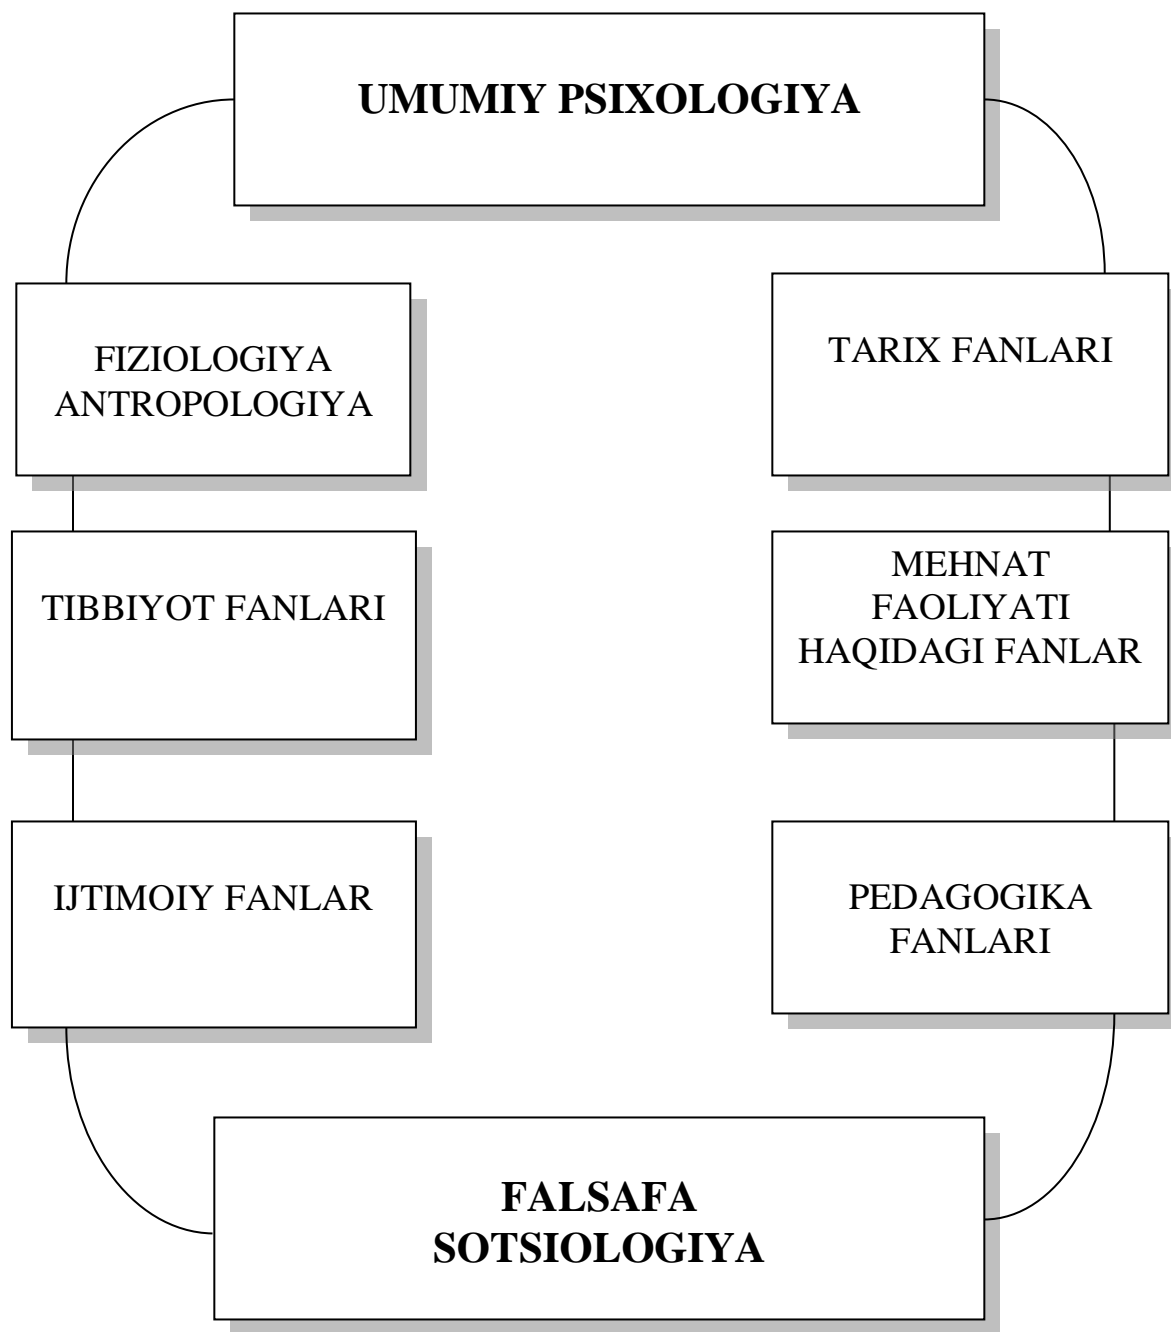 UMUMIY PSIXOLOGIYA
FIZIOLOGIYA
ANTROPOLOGIYA
TARIX FANLARI
TIBBIYOT FANLARI
MEHNAT
FAOLIYATI
HAQIDAGI FANLAR
IJTIMOIY FANLAR
PEDAGOGIKA
FANLARI
FALSAFA
SOTSIOLOGIYA